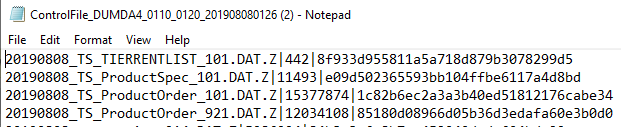 ControlFile_DUMDA4_0110_0120_201908080126 (2) - Notepad
File Edit Format View Help
20190808_TS_TIERRENTLIST_101.DAT.Z|442|8f933d955811a5a718d879b3078299d5
20190808_TS_ProductSpec_101.DAT.Z|11493|e09d502365593bb104ffbe6117a4d8bd
20190808_TS_ProductOrder_101.DAT.Z|15377874|1c82b6ec2a3a3b40ed51812176cabe34
20190808_TS_ProductOrder_921.DAT.Z|12034108|85180d08966d05b36d3edafa60e3b0d0